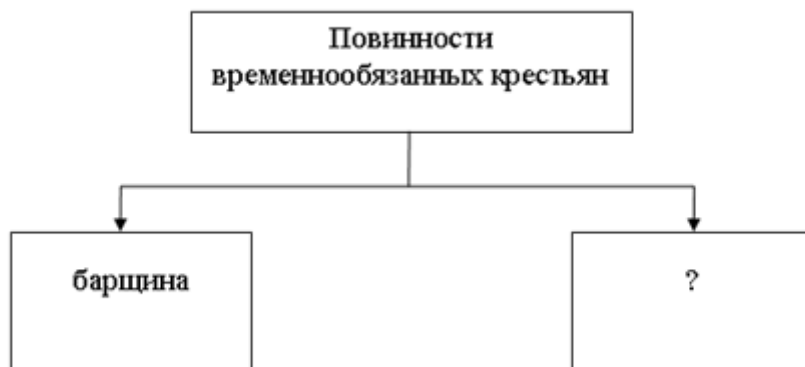 Повинности
временнообязанных крестьян
барщина
?